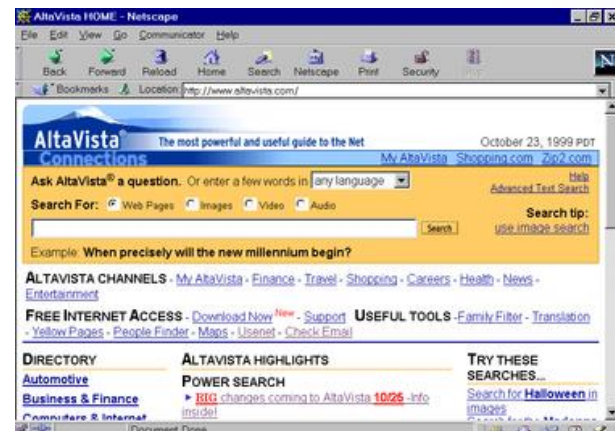 AltaVista HOME - Netscape
File Edit View Go Communicator Help
Back Forward Reload Home Search Netscape Print Security
Bookmarks Location: http://www.altavista.com/
AltaVista® The most powerful and useful guide to the Net October 23, 1999 PDT
Connections My AltaVista Shopping.com Zip2.com
Ask AltaVista® a question. Or enter a few words in any language Help
Advanced Text Search
Search For: Web Pages Images Video Audio
Search tip:
Search use image search
Example: When precisely will the new millennium begin?
ALTAVISTA CHANNELS - My AltaVista - Finance - Travel - Shopping - Careers - Health - News -
Entertainment
FREE INTERNET ACCESS - Download Now New - Support USEFUL TOOLS - Family Filter - Translation
- Yellow Pages - People Finder - Maps - Usenet - Check Email
DIRECTORY ALTAVISTA HIGHLIGHTS TRY THESE
SEARCHES...
Automotive POWER SEARCH
Business & Finance BIG changes coming to AltaVista 10/25 -Info
inside!
Search for Halloween in
images
Computers & Internet
Document: Done